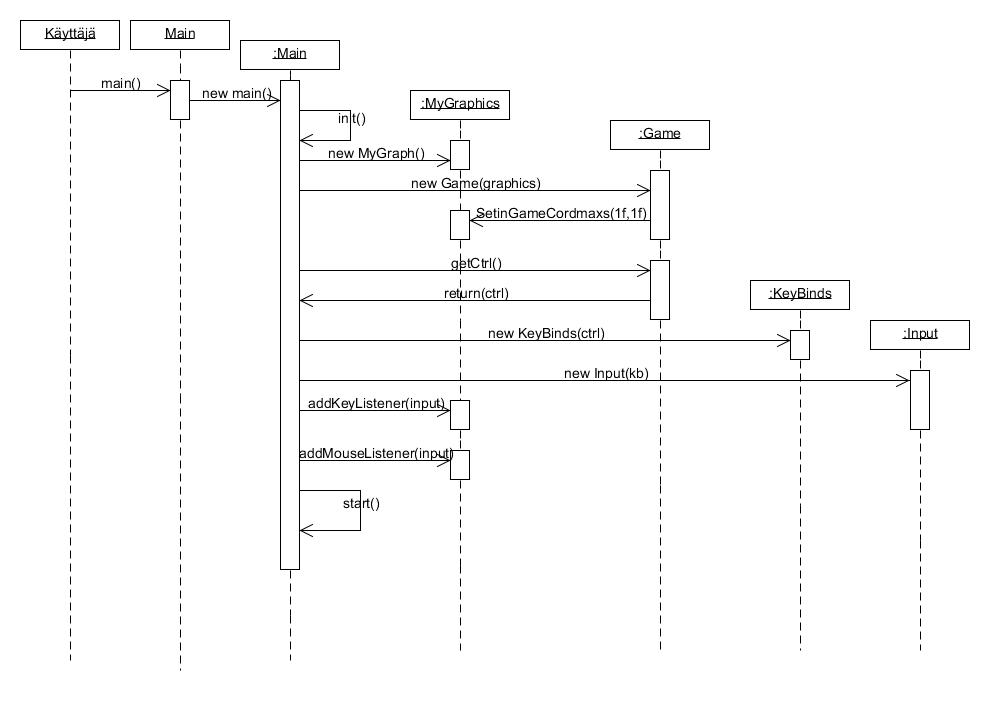 Käyttäjä
Main
:Main
main()
new main()
:MyGraphics
init()
:Game
new MyGraph()
new Game(graphics)
SetinGameCordmaxs(1f,1f)
getCtrl()
return(ctrl)
:KeyBinds
new KeyBinds(ctrl)
:Input
new Input(kb)
addKeyListener(input)
addMouseListener(input)
start()